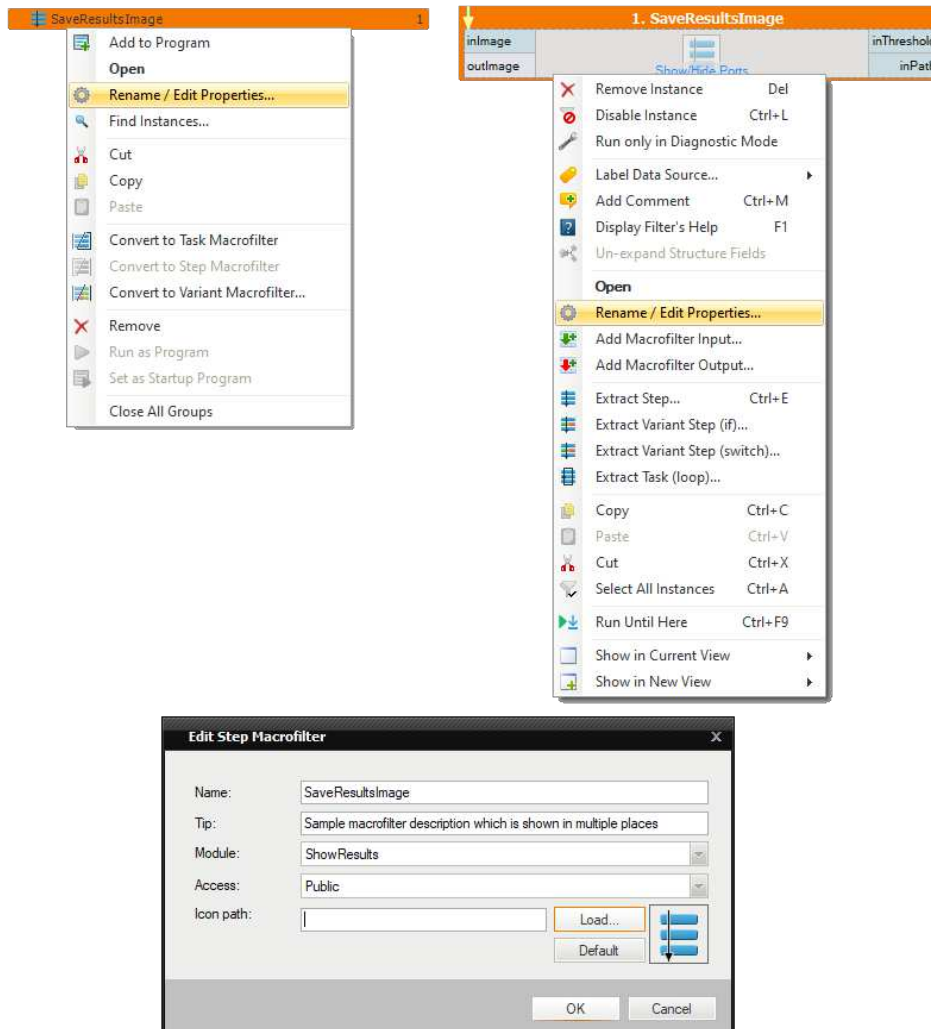 SaveResultsImage 1
Add to Program
Open
Rename / Edit Properties...
Find Instances...
Cut
Copy
Paste
Convert to Task Macrofilter
Convert to Step Macrofilter
Convert to Variant Macrofilter...
Remove
Run as Program
Set as Startup Program
Close All Groups
1. SaveResultsImage
inImage inThreshold
outImage Show/Hide Ports inPath
Remove Instance Del
Disable Instance Ctrl+L
Run only in Diagnostic Mode
Label Data Source...
Add Comment Ctrl+M
Display Filter's Help F1
Un-expand Structure Fields
Open
Rename / Edit Properties...
Add Macrofilter Input...
Add Macrofilter Output...
Extract Step... Ctrl+E
Extract Variant Step (if)...
Extract Variant Step (switch)...
Extract Task (loop)...
Copy Ctrl+C
Paste Ctrl+V
Cut Ctrl+X
Select All Instances Ctrl+A
Run Until Here Ctrl+F9
Show in Current View
Show in New View
Edit Step Macrofilter X
Name: SaveResultsImage
Tip: Sample macrofilter description which is shown in multiple places
Module: ShowResults
Access: Public
Icon path: Load...
Default
OK Cancel